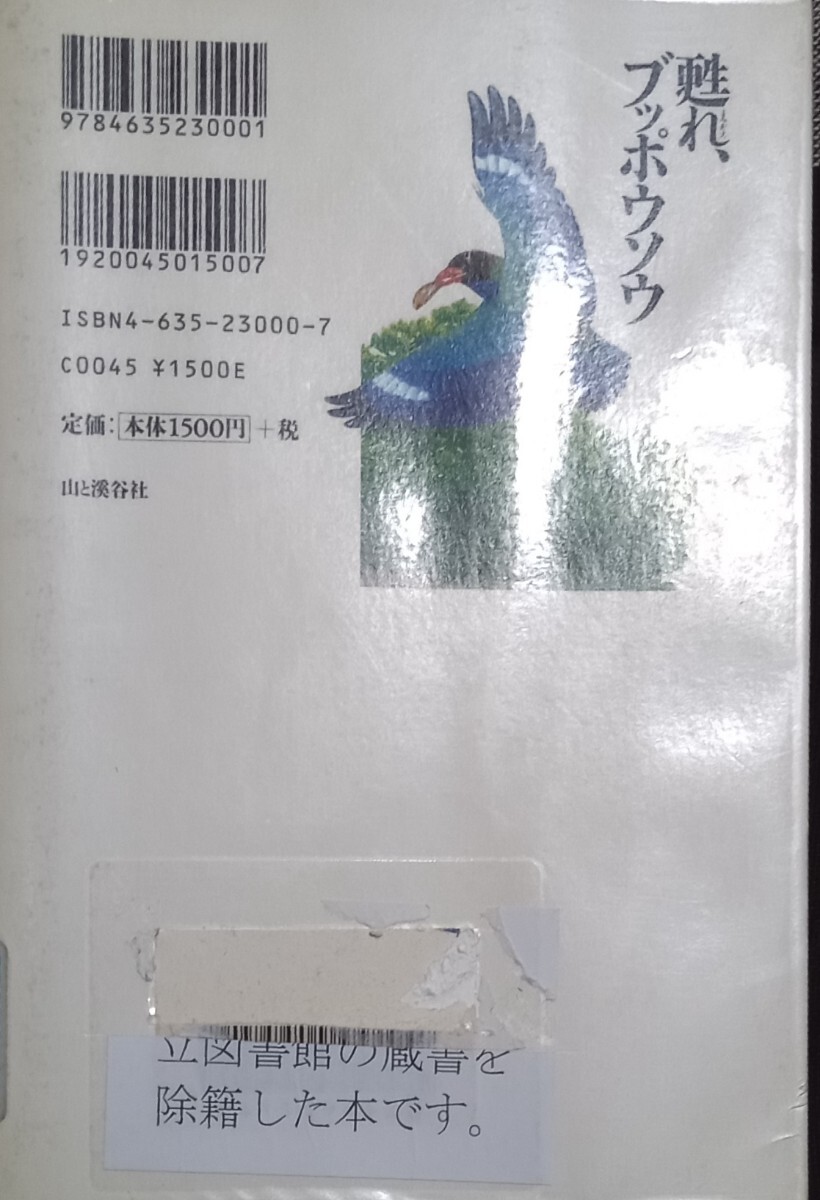 甦れ、
ブッポウソウ
9784635230001
1920045015007
ISBN4-635-23000-7
C0045 ¥1500E
定価：本体1500円+税
山と溪谷社
立図書館の蔵書を
除籍した本です。